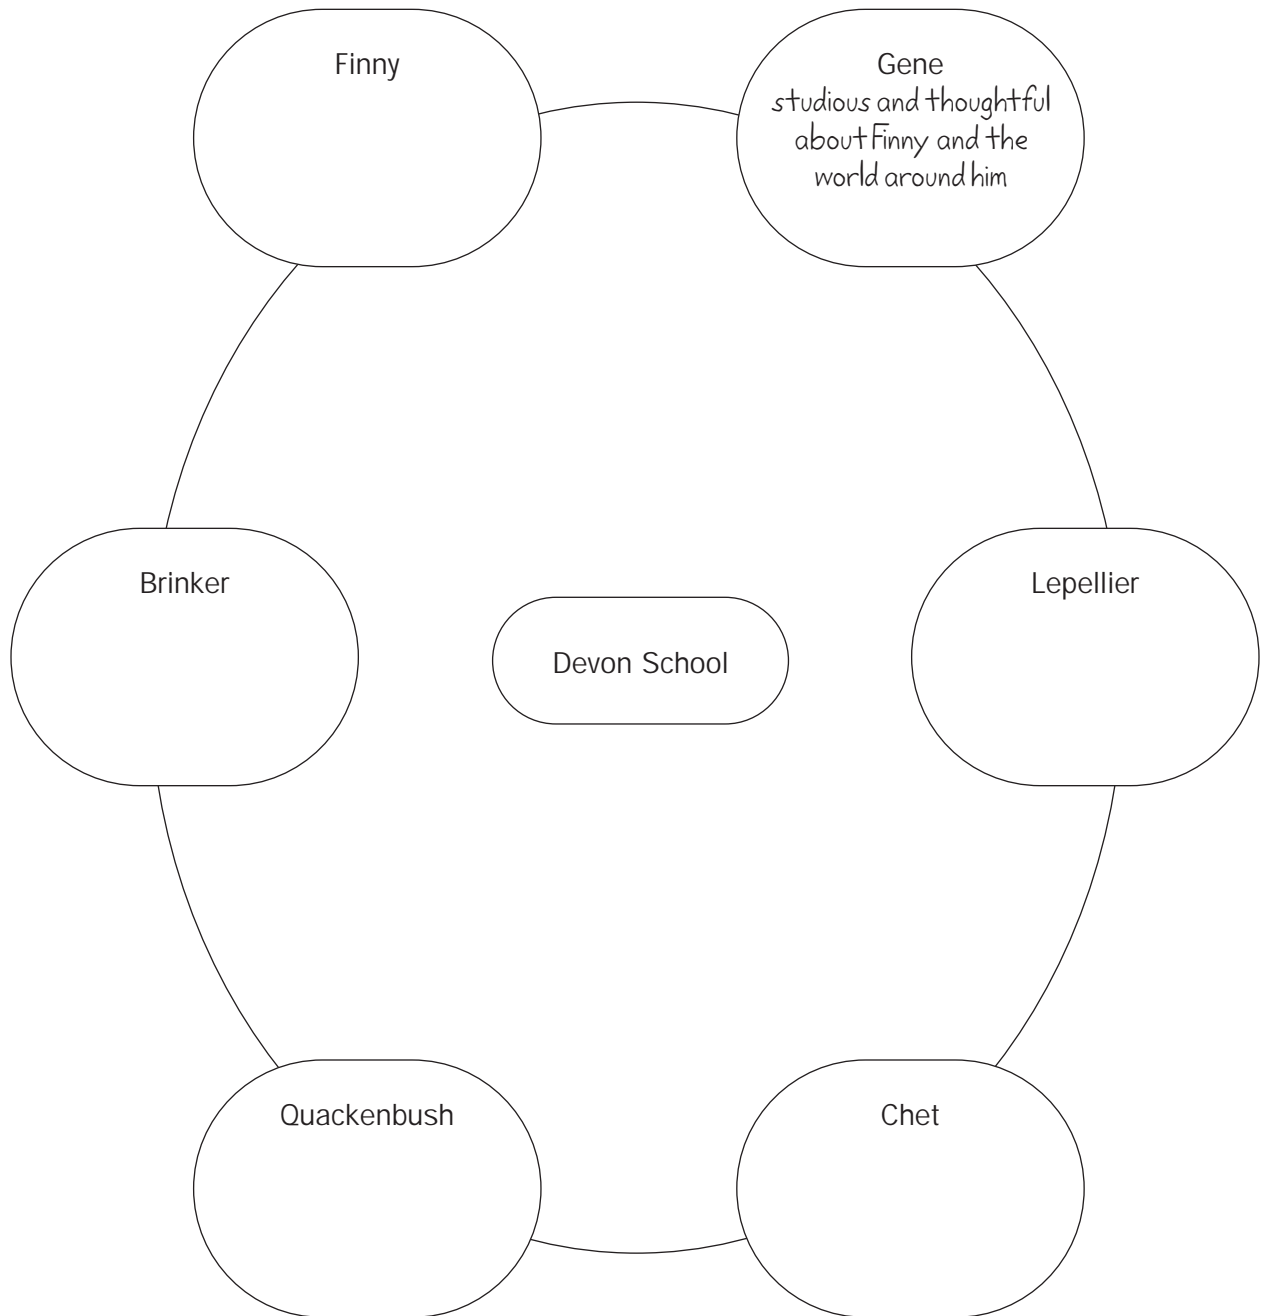 Finny
Gene
studious and thoughtful
about Finny and the
world around him
Brinker
Lepellier
Devon School
Quackenbush
Chet